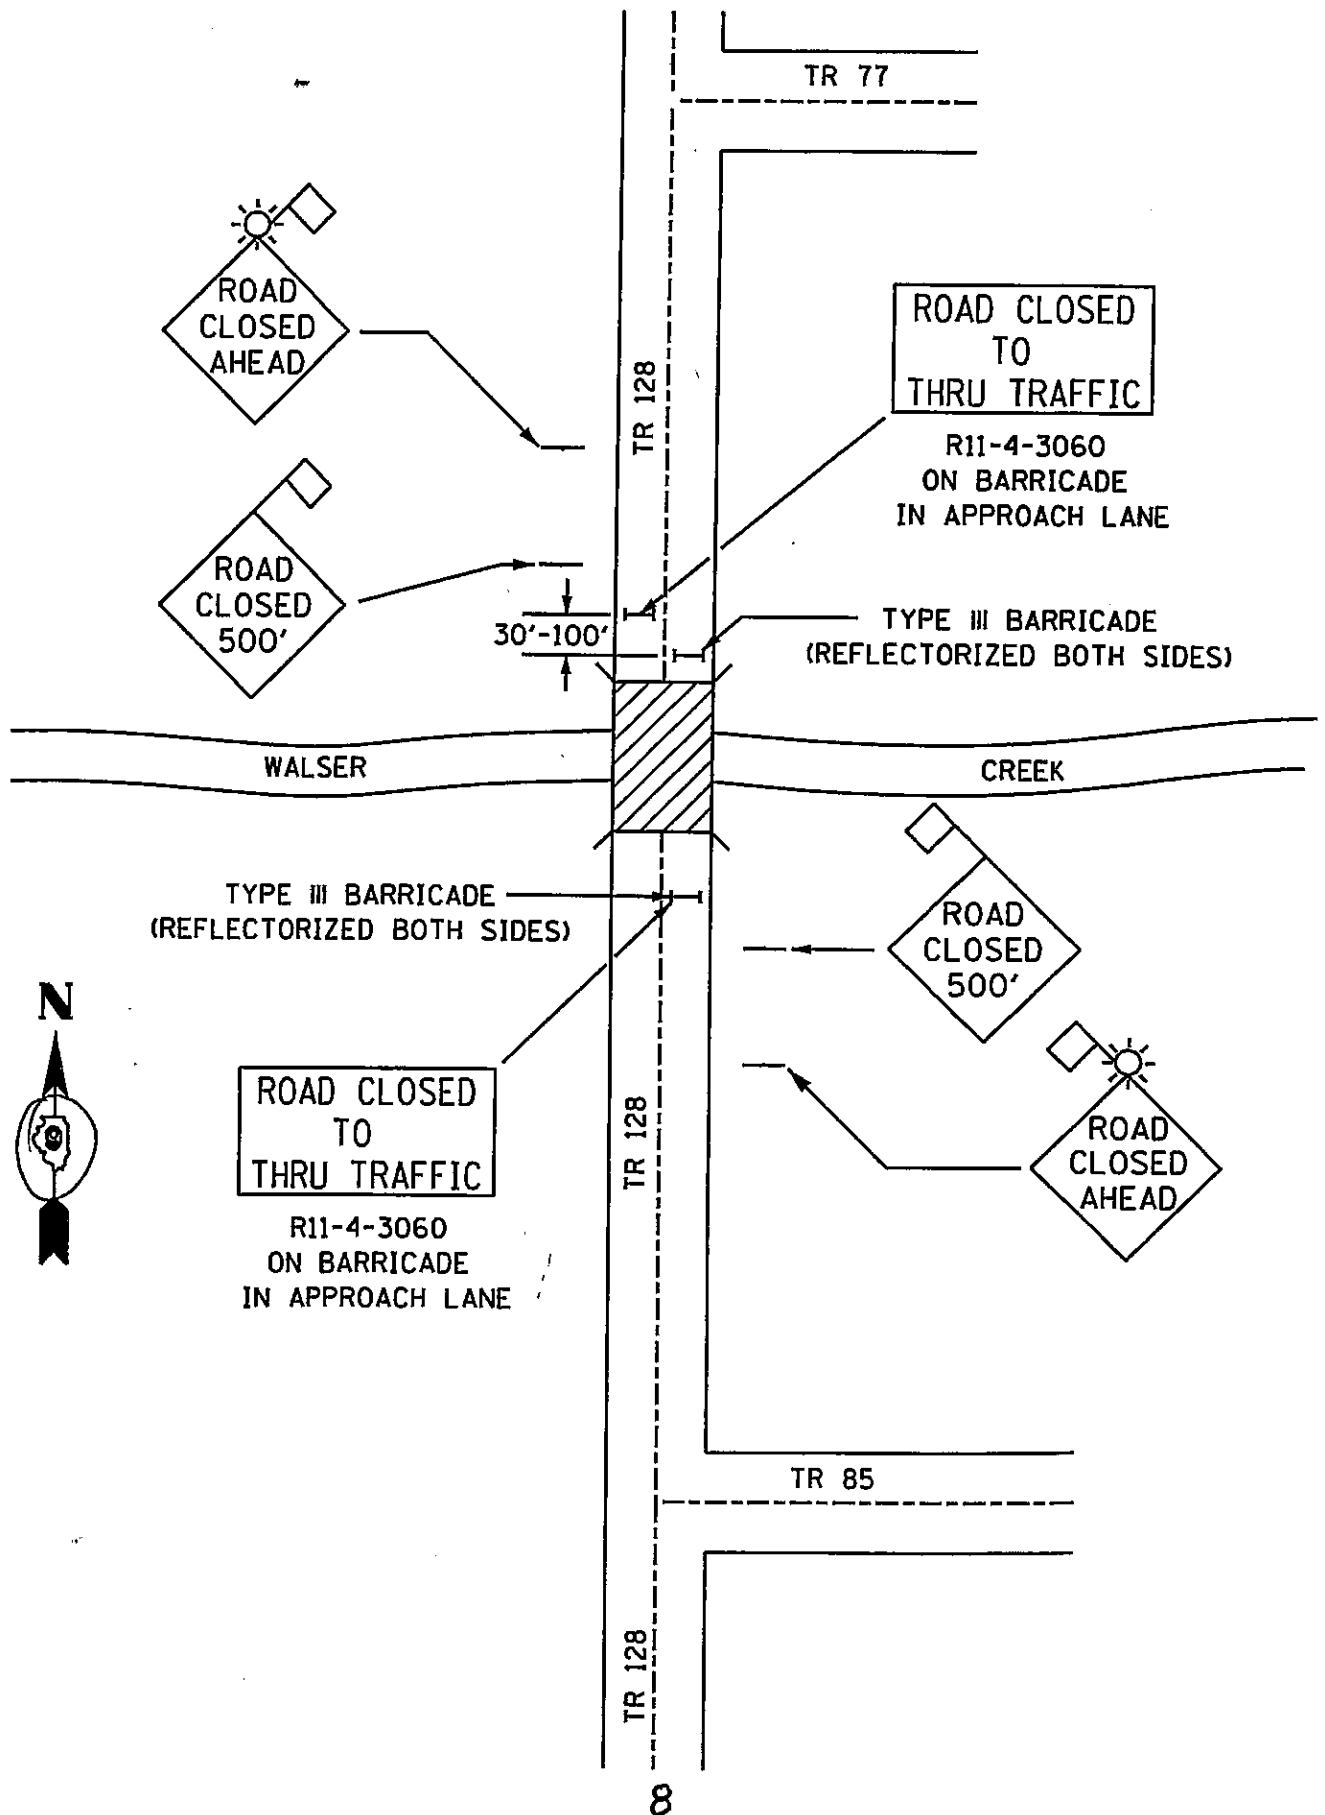 TR 77
ROAD
CLOSED
AHEAD
ROAD CLOSED
TO
THRU TRAFFIC
R11-4-3060
ON BARRICADE
IN APPROACH LANE
TR 128
ROAD
CLOSED
500'
30'-100'
TYPE III BARRICADE
(REFLECTORIZED BOTH SIDES)
WALSER
CREEK
TYPE III BARRICADE
(REFLECTORIZED BOTH SIDES)
ROAD
CLOSED
500'
N
ROAD CLOSED
TO
THRU TRAFFIC
R11-4-3060
ON BARRICADE
IN APPROACH LANE
TR 128
ROAD
CLOSED
AHEAD
TR 85
TR 128
8